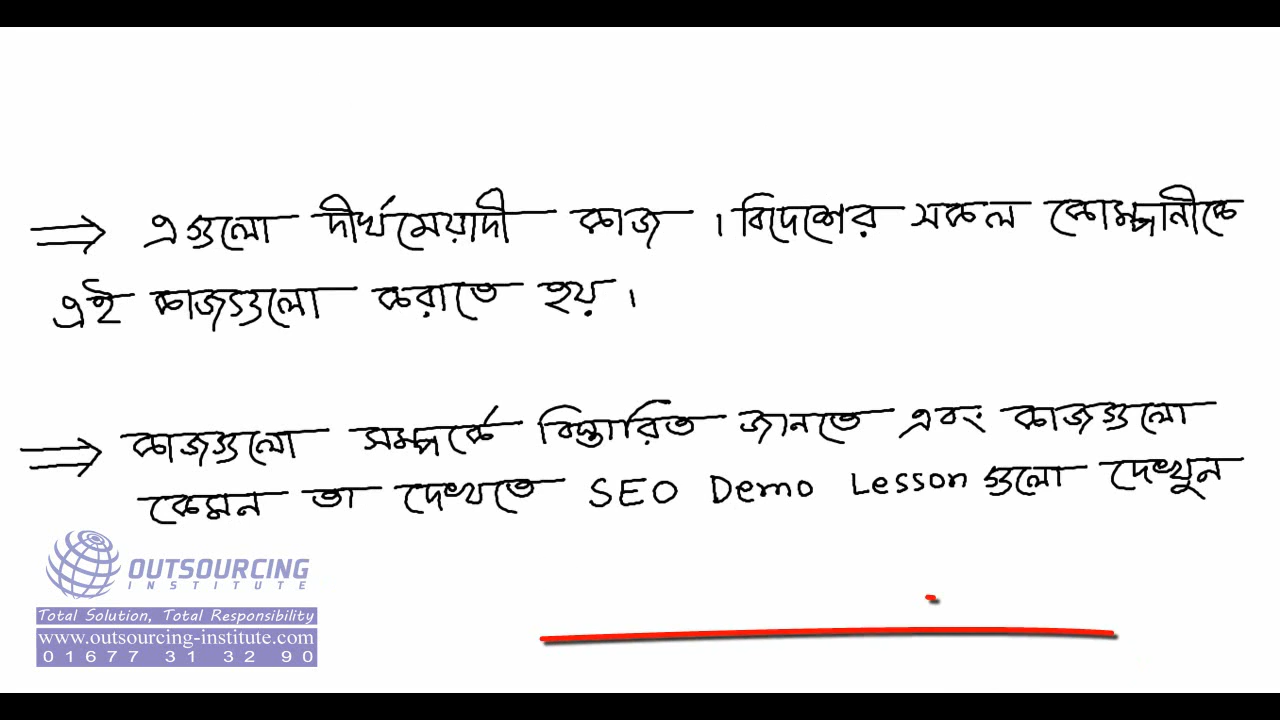 ⇒ এগুলো দীর্ঘমেয়াদী কাজ । বিদেশের সকল কোম্পানীকে
এই কাজগুলো করাতে হয় ।
⇒ কাজগুলো সম্পর্কে বিস্তারিত জানতে এবং কাজগুলো
কেমন তা দেখতে SEO Demo Lesson গুলো দেখুন
OUTSOURCING
INSTITUTE
Total Solution, Total Responsibility
www.outsourcing-institute.com
01677 31 32 90